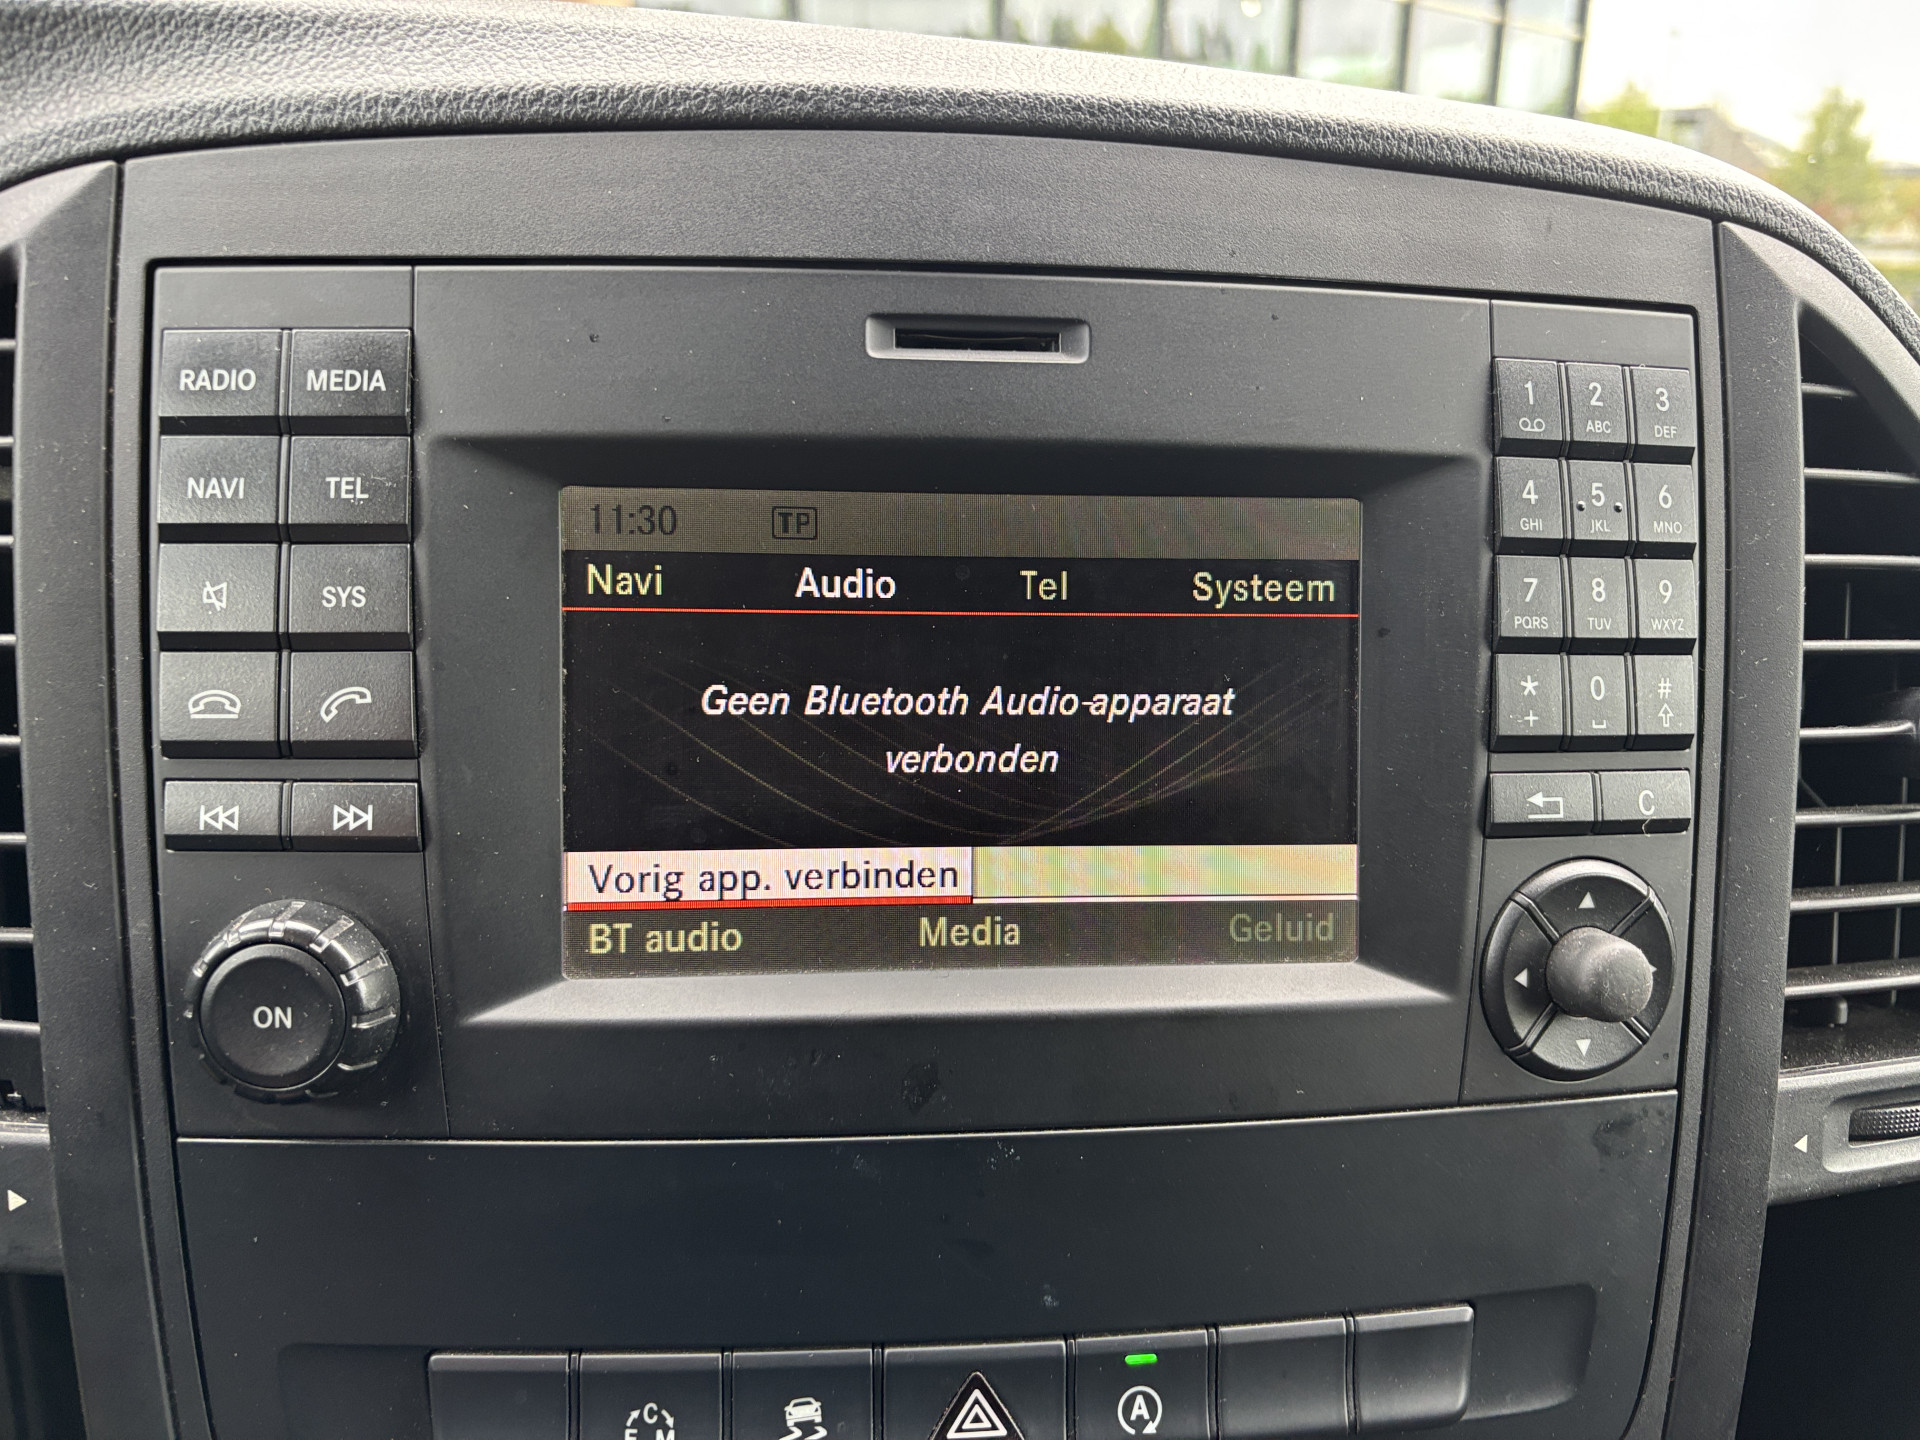 RADIO MEDIA
NAVI TEL
SYS
ON
11:30 TP
Navi Audio Tel Systeem
Geen Bluetooth Audio-apparaat
verbonden
Vorig app. verbinden
BT audio Media Geluid
1 2 3
ABC DEF
4 5 6
GHI JKL MNO
7 8 9
PQRS TUV WXYZ
* 0 #
+
C
C
E M
A